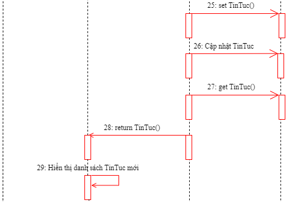 25: set TinTuc()
26: Cập nhật TinTuc
27: get TinTuc()
28: return TinTuc()
29: Hiển thị danh sách TinTuc mới